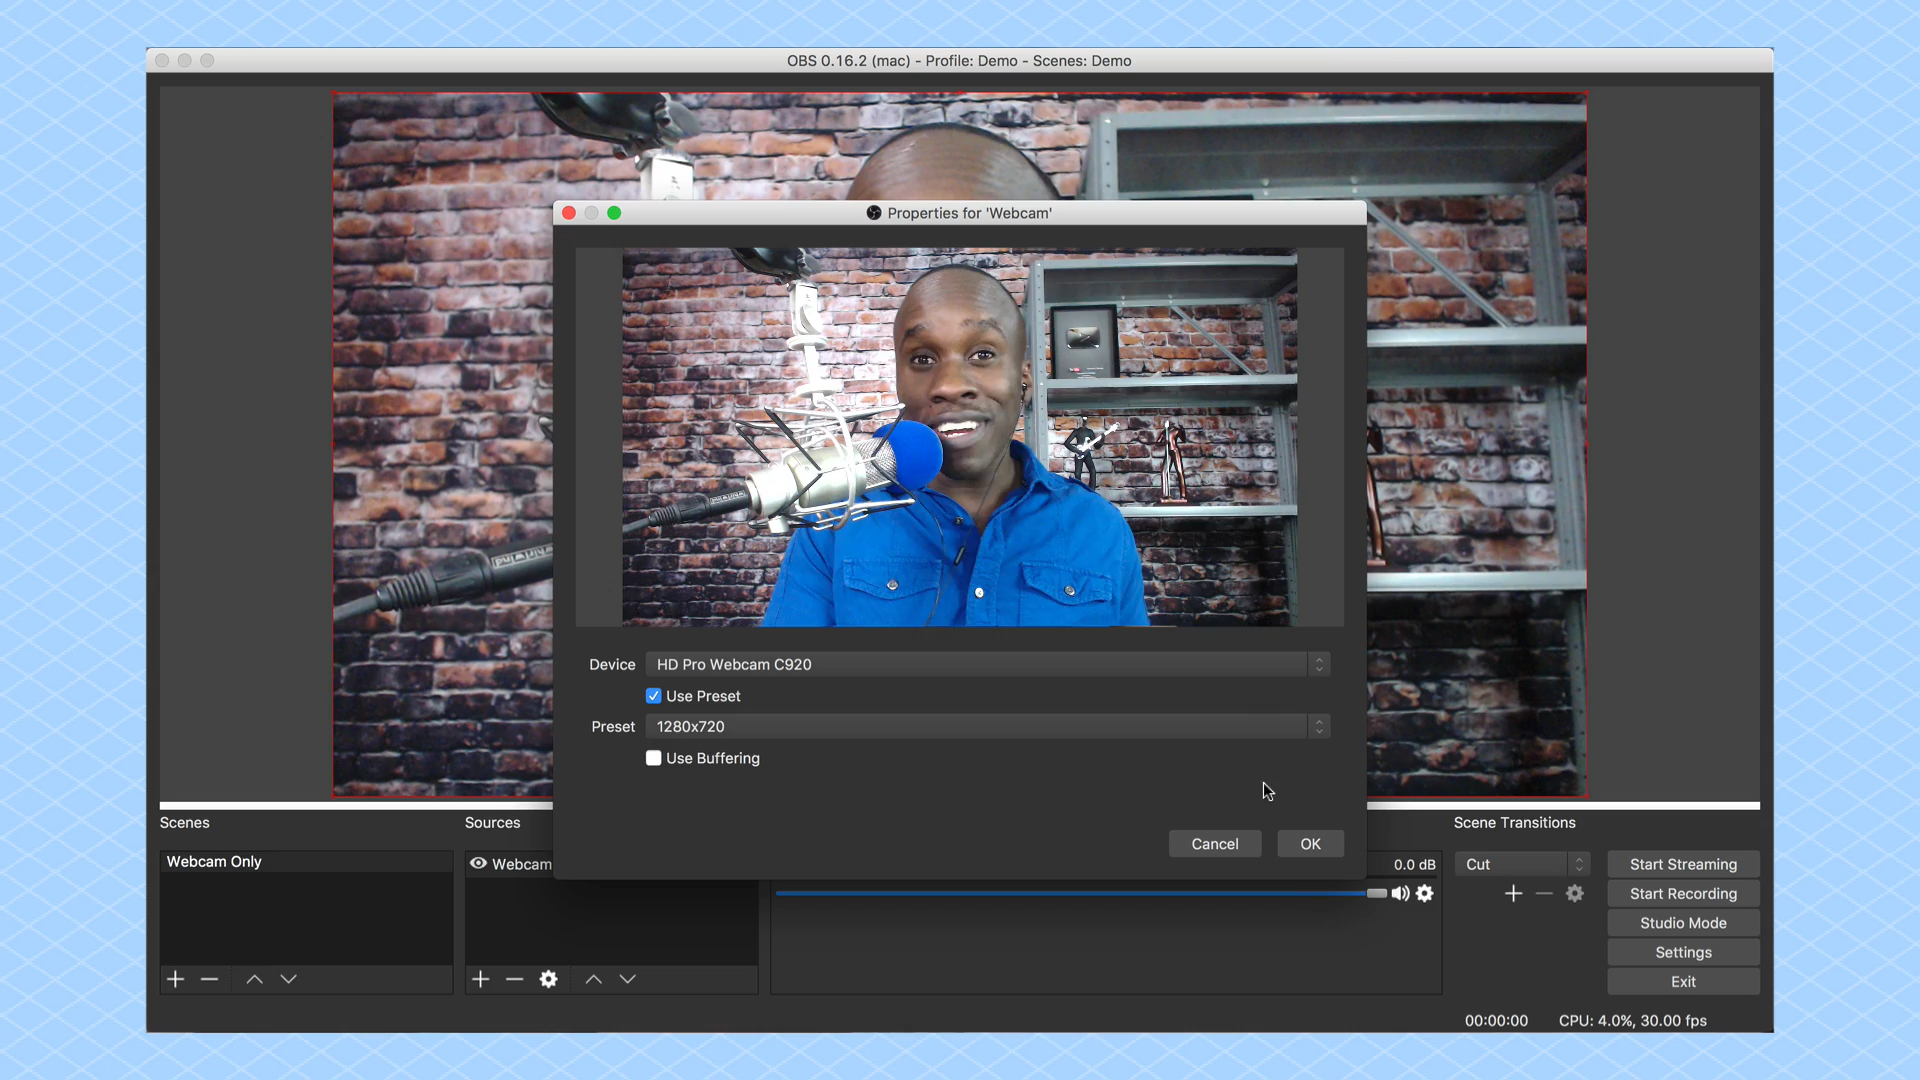 OBS 0.16.2 (mac) - Profile: Demo - Scenes: Demo
Properties for 'Webcam'
Device HD Pro Webcam C920
Use Preset
Preset 1280x720
Use Buffering
Cancel OK
Scenes
Webcam Only
Sources
Webcam
0.0 dB
Scene Transitions
Cut
Start Streaming
Start Recording
Studio Mode
Settings
Exit
00:00:00 CPU: 4.0%, 30.00 fps